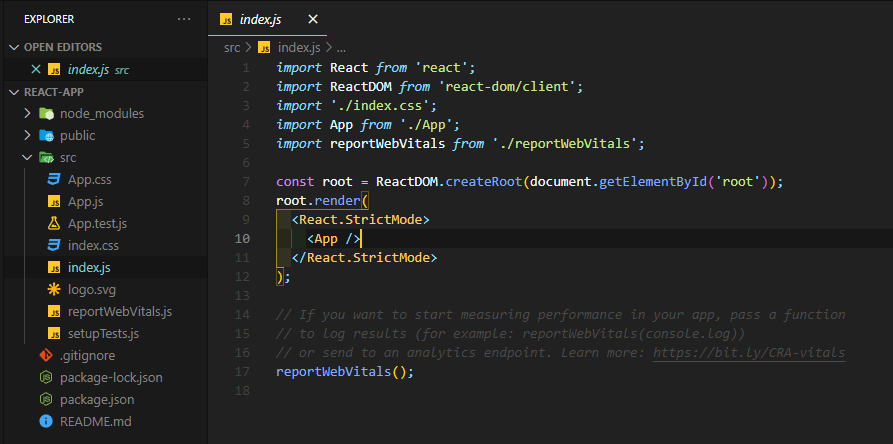 EXPLORER
OPEN EDITORS
index.js src
REACT-APP
node_modules
public
src
App.css
App.js
App.test.js
index.css
index.js
logo.svg
reportWebVitals.js
setupTests.js
.gitignore
package-lock.json
package.json
README.md
index.js
src > index.js > ...
1 import React from 'react';
2 import ReactDOM from 'react-dom/client';
3 import './index.css';
4 import App from './App';
5 import reportWebVitals from './reportWebVitals';
6
7 const root = ReactDOM.createRoot(document.getElementById('root'));
8 root.render(
9 <React.StrictMode>
10 <App />
11 </React.StrictMode>
12 );
13
14 // If you want to start measuring performance in your app, pass a function
15 // to log results (for example: reportWebVitals(console.log))
16 // or send to an analytics endpoint. Learn more: https://bit.ly/CRA-vitals
17 reportWebVitals();
18